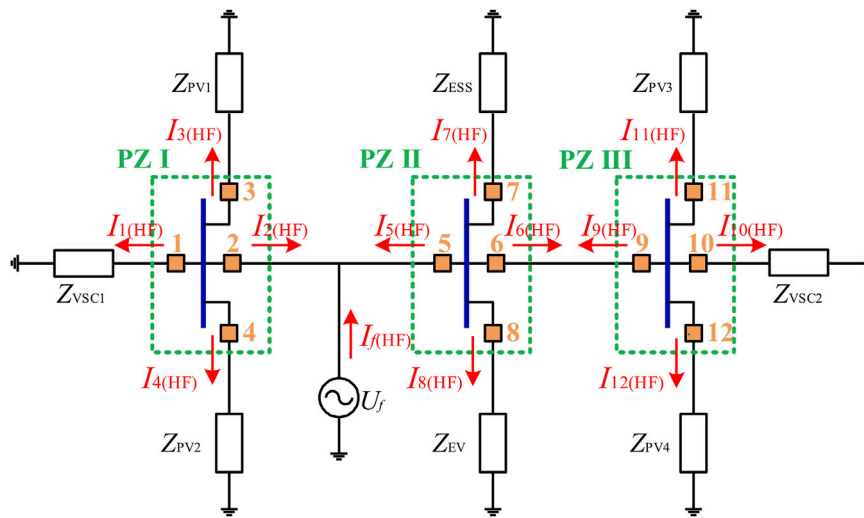 Z_PV1
Z_ESS
Z_PV3
I_3(HF)
I_7(HF)
I_11(HF)
PZ I
PZ II
PZ III
3
7
11
I_1(HF)
I_2(HF)
I_5(HF)
I_6(HF)
I_9(HF)
I_10(HF)
1
2
5
6
9
10
Z_VSC1
Z_VSC2
4
8
12
I_f(HF)
I_4(HF)
I_8(HF)
I_12(HF)
U_f
Z_PV2
Z_EV
Z_PV4